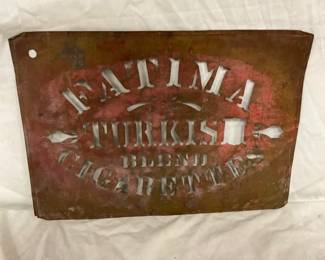 FATIMA
TURKISH
BLEND
CIGARETTES